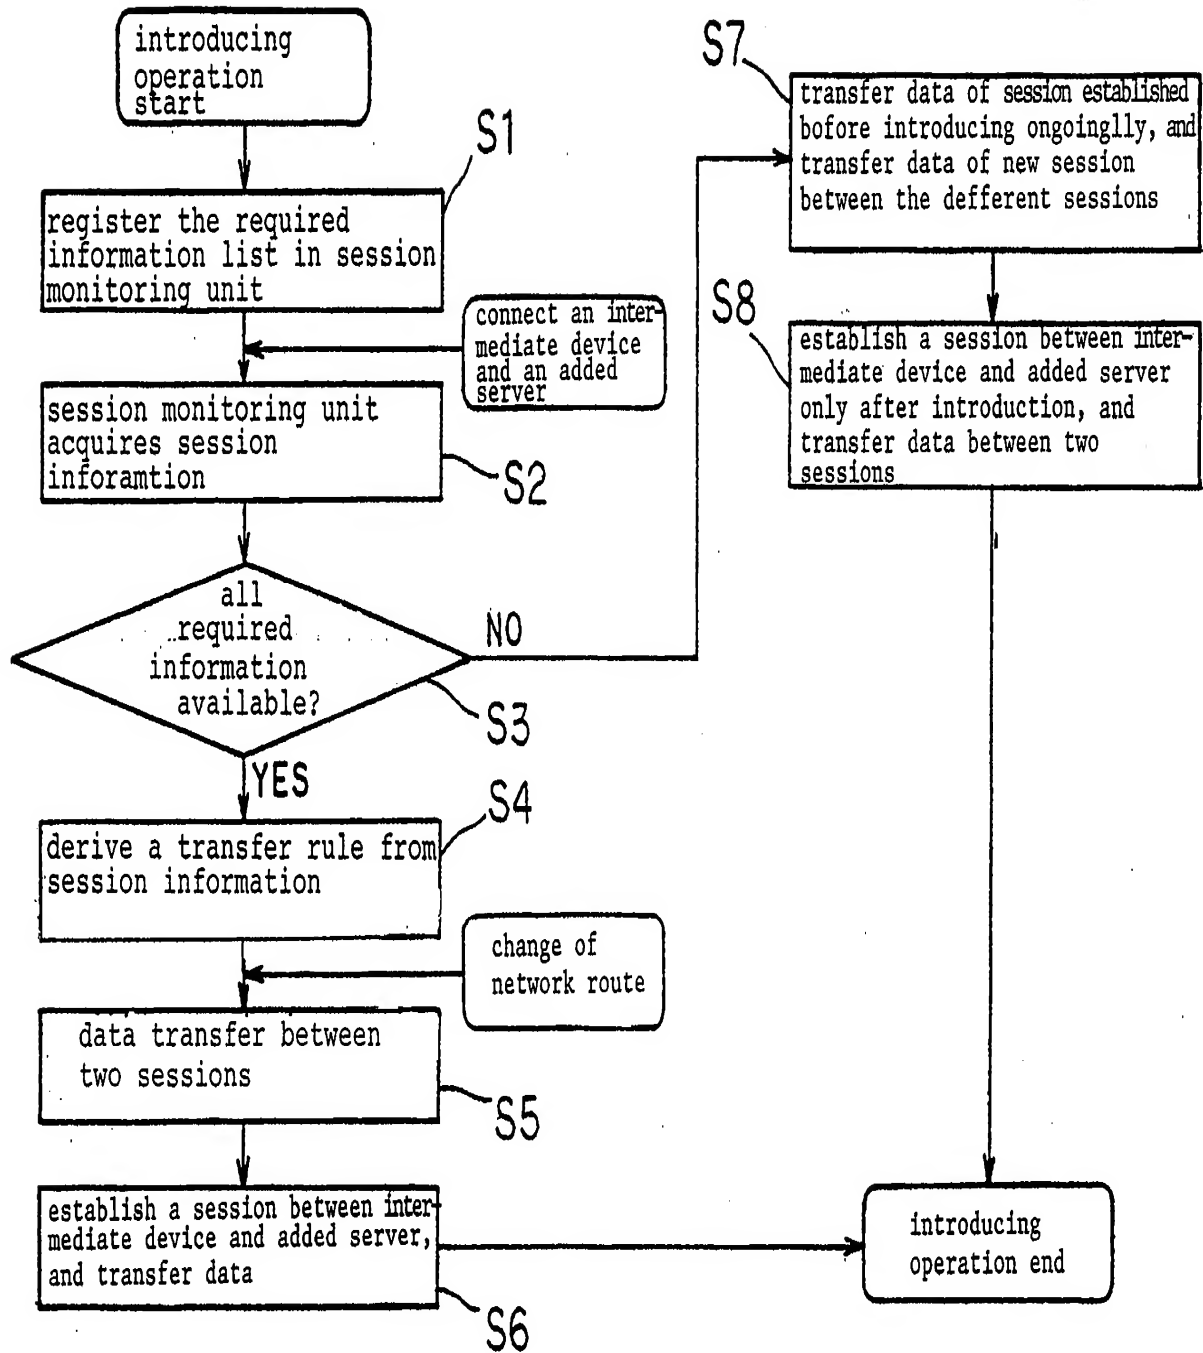 introducing
operation
start
S1
register the required
information list in session
monitoring unit
connect an inter-
mediate device
and an added
server
session monitoring unit
acquires session
inforamtion
S2
all
required
information
available?
NO
S3
YES
S4
derive a transfer rule from
session information
change of
network route
data transfer between
two sessions
S5
establish a session between inter-
mediate device and added server,
and transfer data
S6
S7
transfer data of session established
bofore introducing ongoinglly, and
transfer data of new session
between the defferent sessions
S8
establish a session between inter-
mediate device and added server
only after introduction, and
transfer data between two
sessions
introducing
operation end